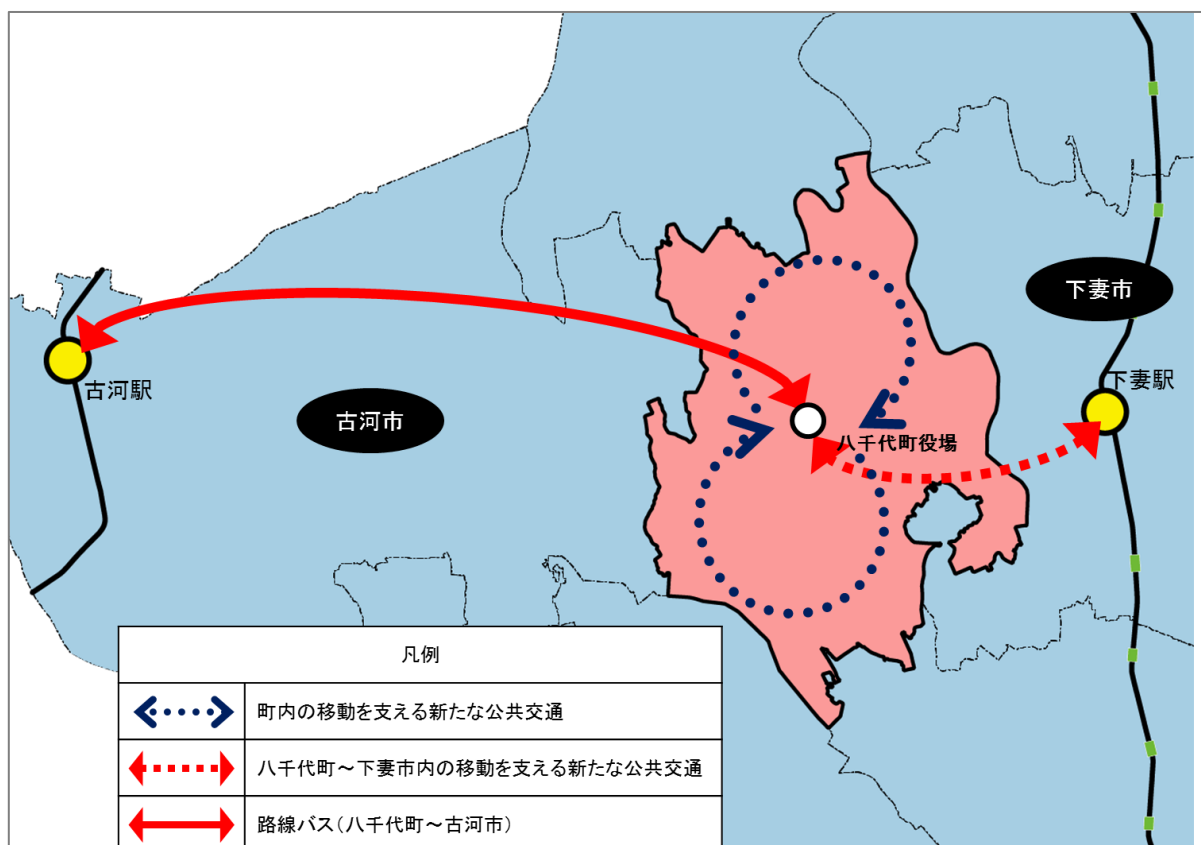 下妻市
下妻駅
古河駅
古河市
八千代町役場
凡例
町内の移動を支える新たな公共交通
八千代町~下妻市内の移動を支える新たな公共交通
路線バス(八千代町~古河市)